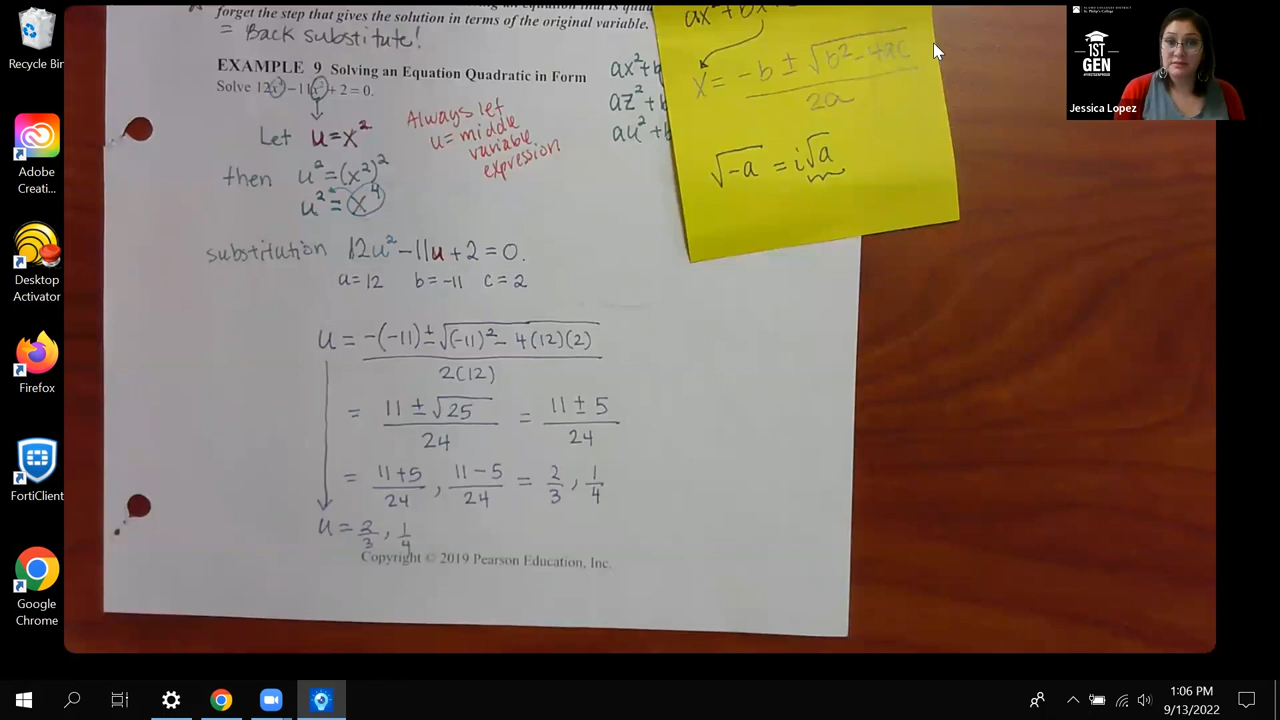 forget the step that gives the solution in terms of the original variable.
= Back substitute!
EXAMPLE 9 Solving an Equation Quadratic in Form
Solve 12x⁴ − 11x² + 2 = 0.
Let u = x²
Always let
u = middle
variable
expression
then u² = (x²)²
u² = x⁴
ax² + b
az² + b
au² + b
substitution 12u² − 11u + 2 = 0.
a = 12 b = −11 c = 2
u = −(−11) ± √(−11)² − 4(12)(2)
2(12)
= 11 ± √25 / 24 = 11 ± 5 / 24
= 11+5 / 24 , 11−5 / 24 = 2/3 , 1/4
u = 2/3 , 1/4
Copyright © 2019 Pearson Education, Inc.
x = −b ± √b² − 4ac
2a
√−a = i√a
1ST
GEN
Jessica Lopez
Recycle Bin
Adobe
Creati...
Desktop
Activator
Firefox
FortiClient
Google
Chrome
1:06 PM
9/13/2022